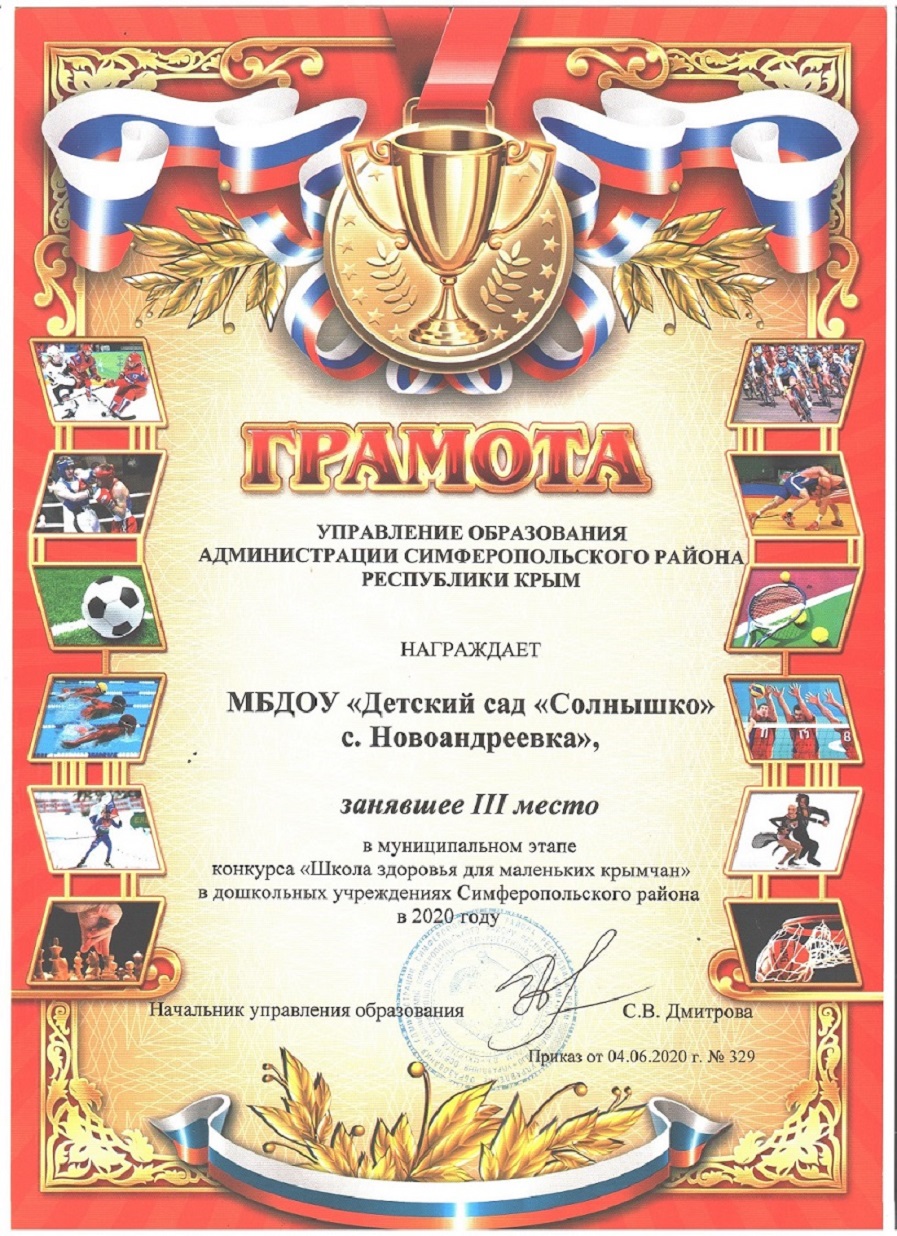 ГРАМОТА
УПРАВЛЕНИЕ ОБРАЗОВАНИЯ
АДМИНИСТРАЦИИ СИМФЕРОПОЛЬСКОГО РАЙОНА
РЕСПУБЛИКИ КРЫМ
НАГРАЖДАЕТ
МБДОУ «Детский сад «Солнышко»
с. Новоандреевка»,
занявшее III место
в муниципальном этапе
конкурса «Школа здоровья для маленьких крымчан»
в дошкольных учреждениях Симферопольского района
в 2020 году
Начальник управления образования С.В. Дмитрова
Приказ от 04.06.2020 г. № 329